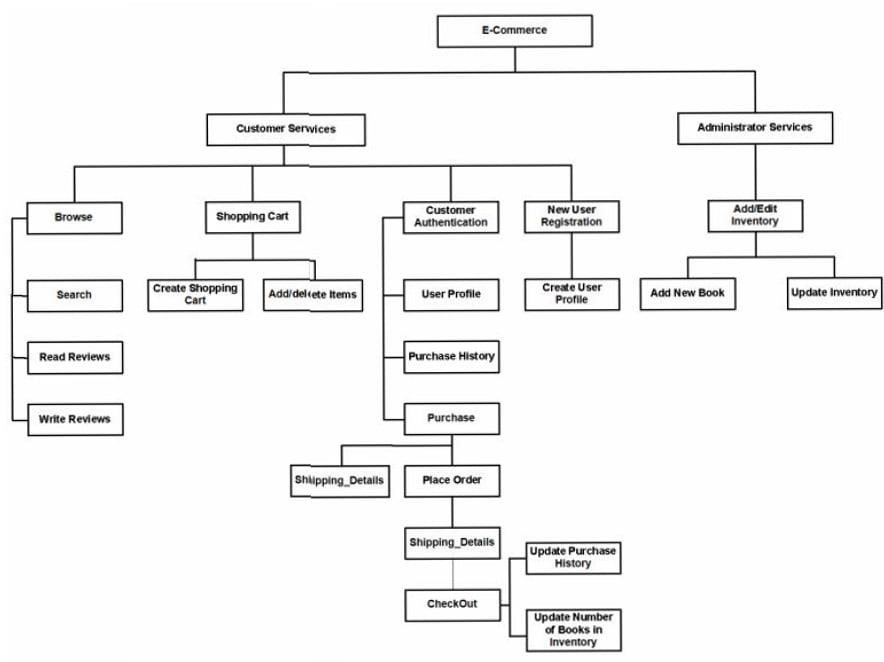 E-Commerce
Customer Services
Administrator Services
Browse
Shopping Cart
Customer
Authentication
New User
Registration
Add/Edit
Inventory
Search
Create Shopping
Cart
Add/delete Items
User Profile
Create User
Profile
Add New Book
Update Inventory
Read Reviews
Purchase History
Write Reviews
Purchase
Shipping_Details
Place Order
Shipping_Details
Update Purchase
History
CheckOut
Update Number
of Books in
Inventory